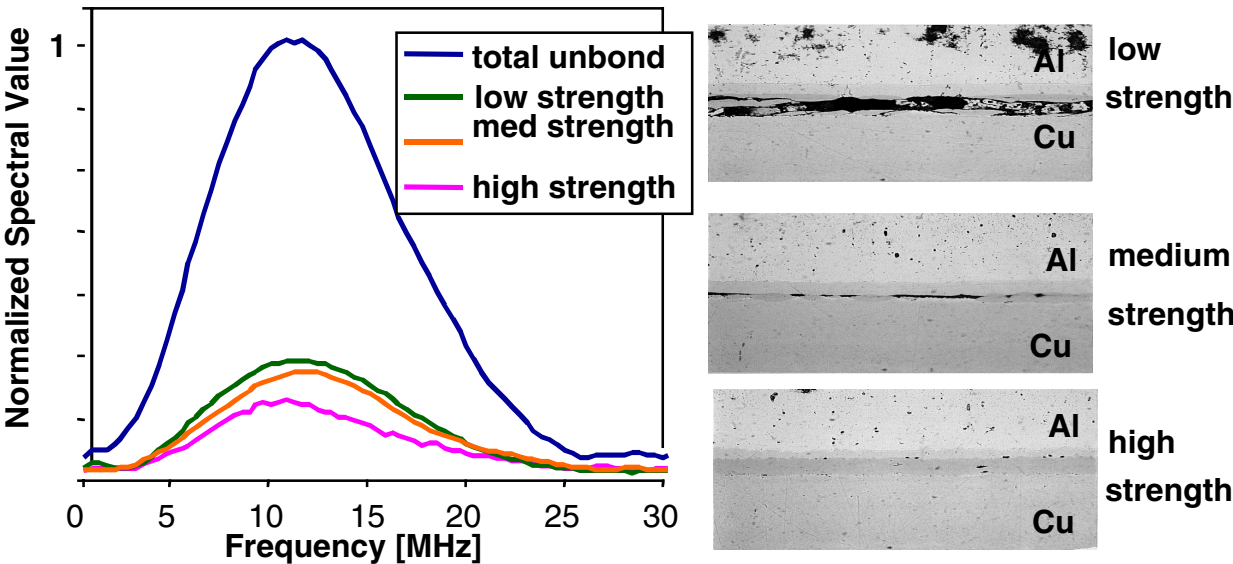 Normalized Spectral Value
1
total unbond
low strength
med strength
high strength
0 5 10 15 20 25 30
Frequency [MHz]
Al
low
strength
Cu
Al
medium
strength
Cu
Al
high
strength
Cu